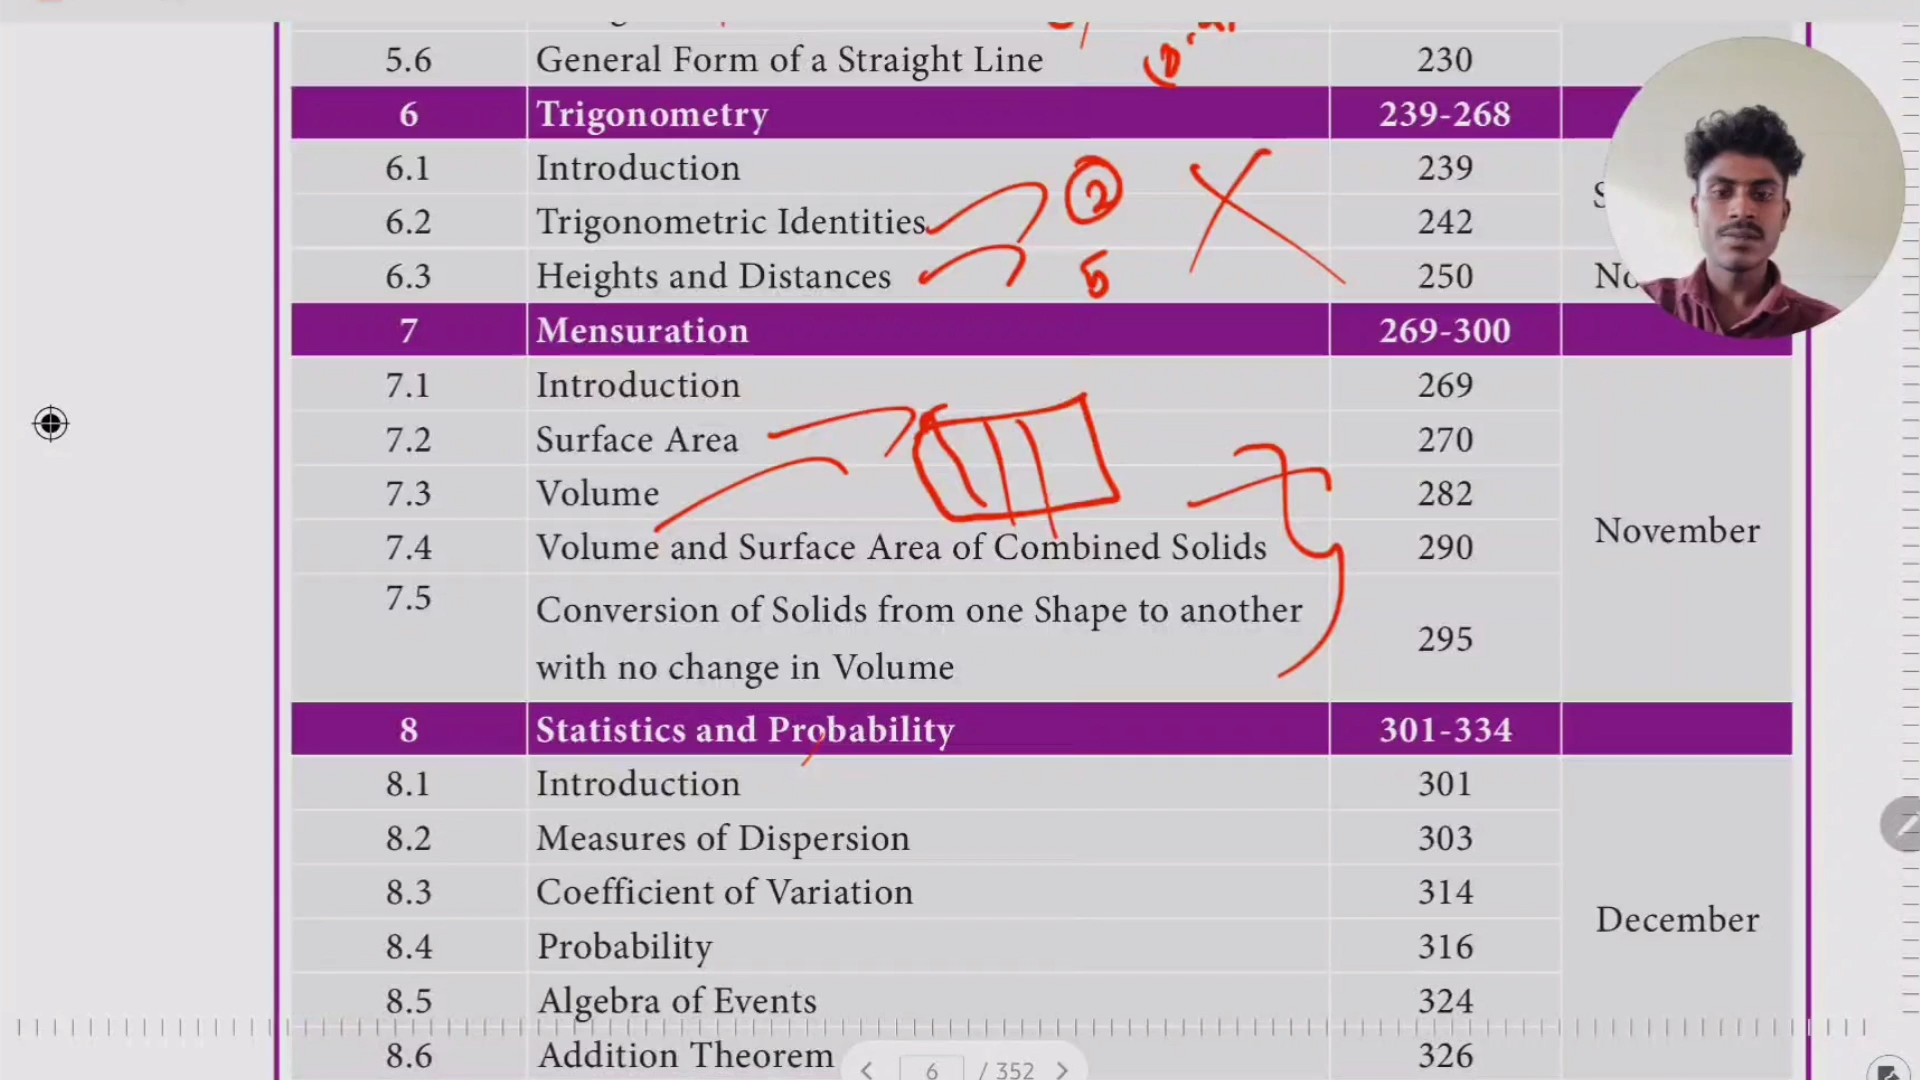 5.6 General Form of a Straight Line 230
6 Trigonometry 239-268
6.1 Introduction 239
6.2 Trigonometric Identities 242
6.3 Heights and Distances 250
2
5
7 Mensuration 269-300
7.1 Introduction 269
7.2 Surface Area 270
7.3 Volume 282
7.4 Volume and Surface Area of Combined Solids 290
7.5 Conversion of Solids from one Shape to another
with no change in Volume 295
November
8 Statistics and Probability 301-334
8.1 Introduction 301
8.2 Measures of Dispersion 303
8.3 Coefficient of Variation 314
8.4 Probability 316
8.5 Algebra of Events 324
8.6 Addition Theorem 326
December
6 / 352